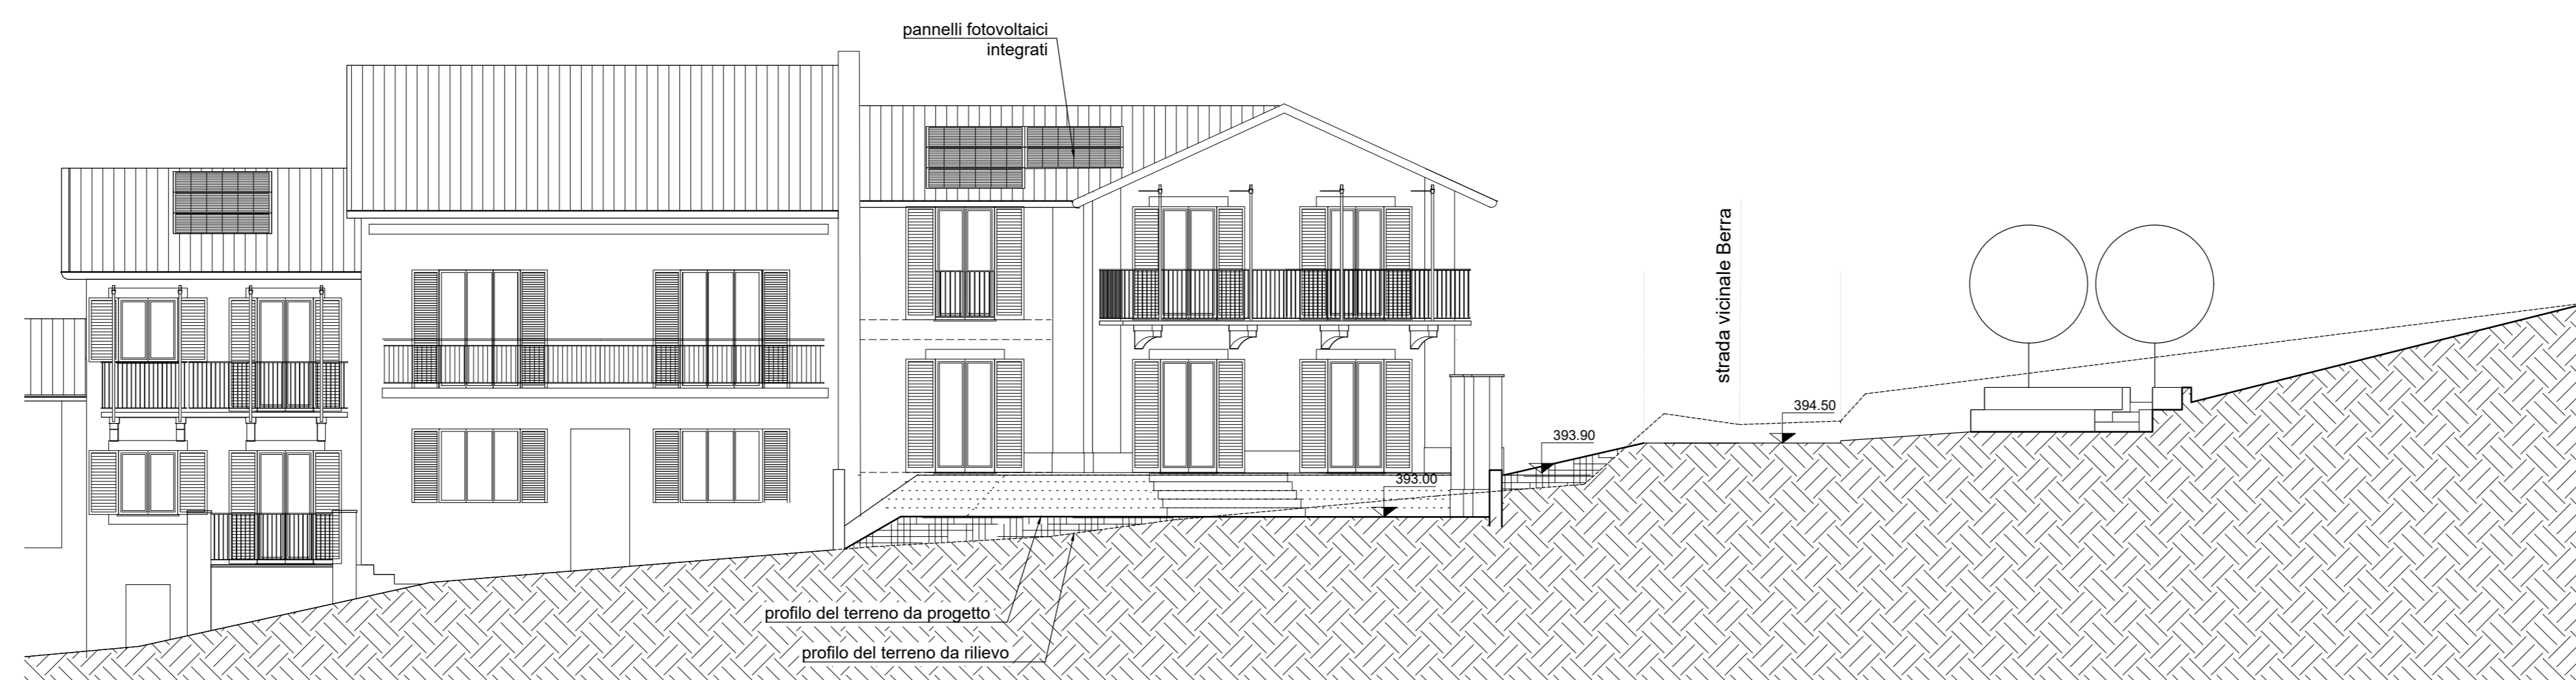 pannelli fotovoltaici
integrati
strada vicinale Berra
394.50
393.90
393.00
profilo del terreno da progetto
profilo del terreno da rilievo